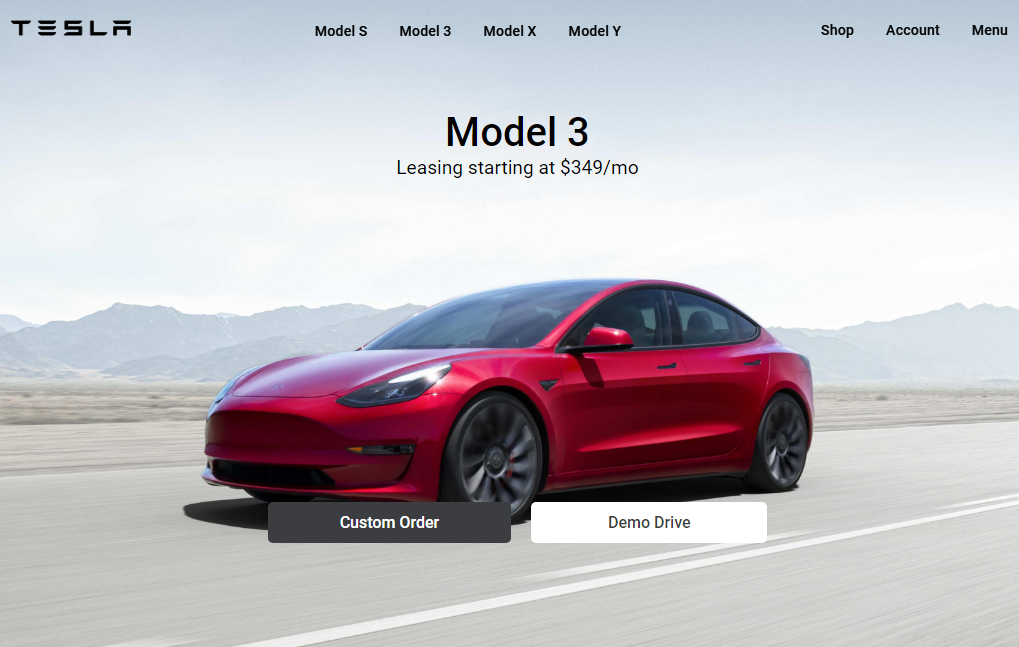 TESLA
Model S
Model 3
Model X
Model Y
Shop
Account
Menu
Model 3
Leasing starting at $349/mo
Custom Order
Demo Drive